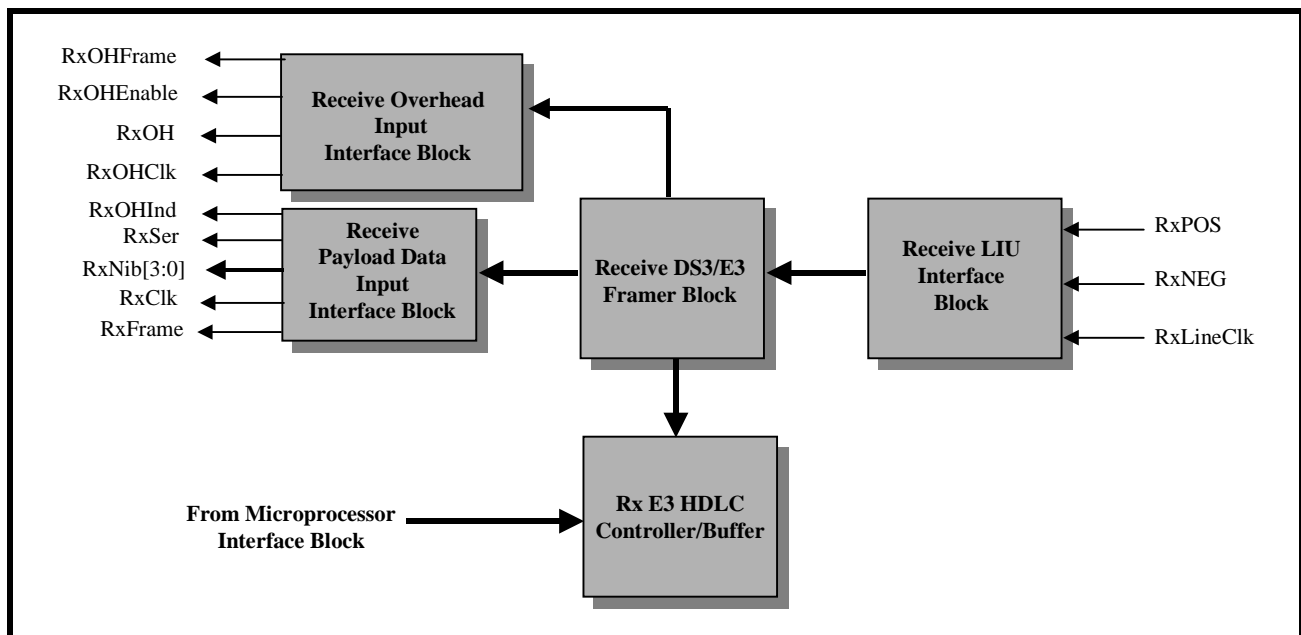 RxOHFrame
RxOHEnable
RxOH
RxOHClk
RxOHInd
RxSer
RxNib[3:0]
RxClk
RxFrame
Receive Overhead
Input
Interface Block
Receive
Payload Data
Input
Interface Block
Receive DS3/E3
Framer Block
Receive LIU
Interface
Block
RxPOS
RxNEG
RxLineClk
From Microprocessor
Interface Block
Rx E3 HDLC
Controller/Buffer